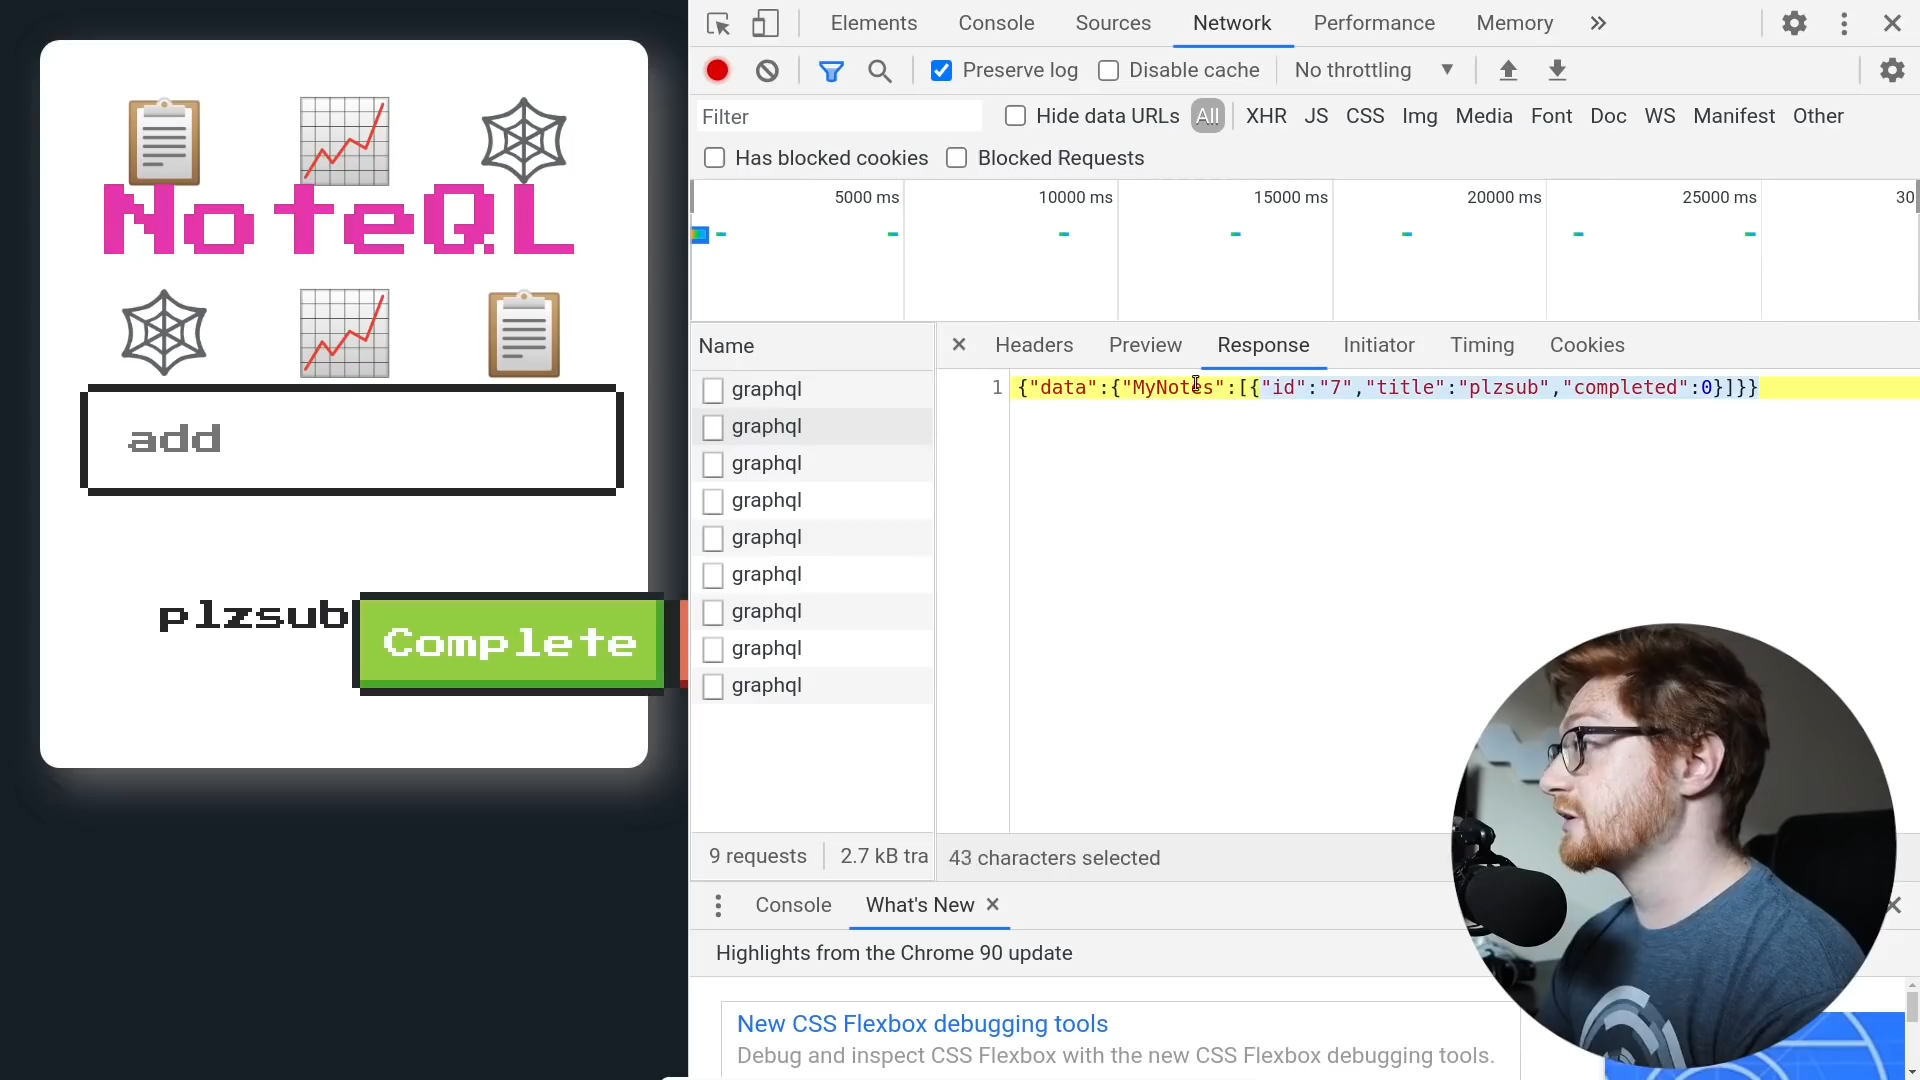 NoteQL
add
plzsub
Complete
Elements Console Sources Network Performance Memory
Preserve log Disable cache No throttling
Filter Hide data URLs All XHR JS CSS Img Media Font Doc WS Manifest Other
Has blocked cookies Blocked Requests
5000 ms 10000 ms 15000 ms 20000 ms 25000 ms 30
Name
graphql
graphql
graphql
graphql
graphql
graphql
graphql
graphql
graphql
9 requests 2.7 kB tra
Headers Preview Response Initiator Timing Cookies
1 {"data":{"MyNotes":[{"id":"7","title":"plzsub","completed":0}]}}
43 characters selected
Console What's New
Highlights from the Chrome 90 update
New CSS Flexbox debugging tools
Debug and inspect CSS Flexbox with the new CSS Flexbox debugging tools.